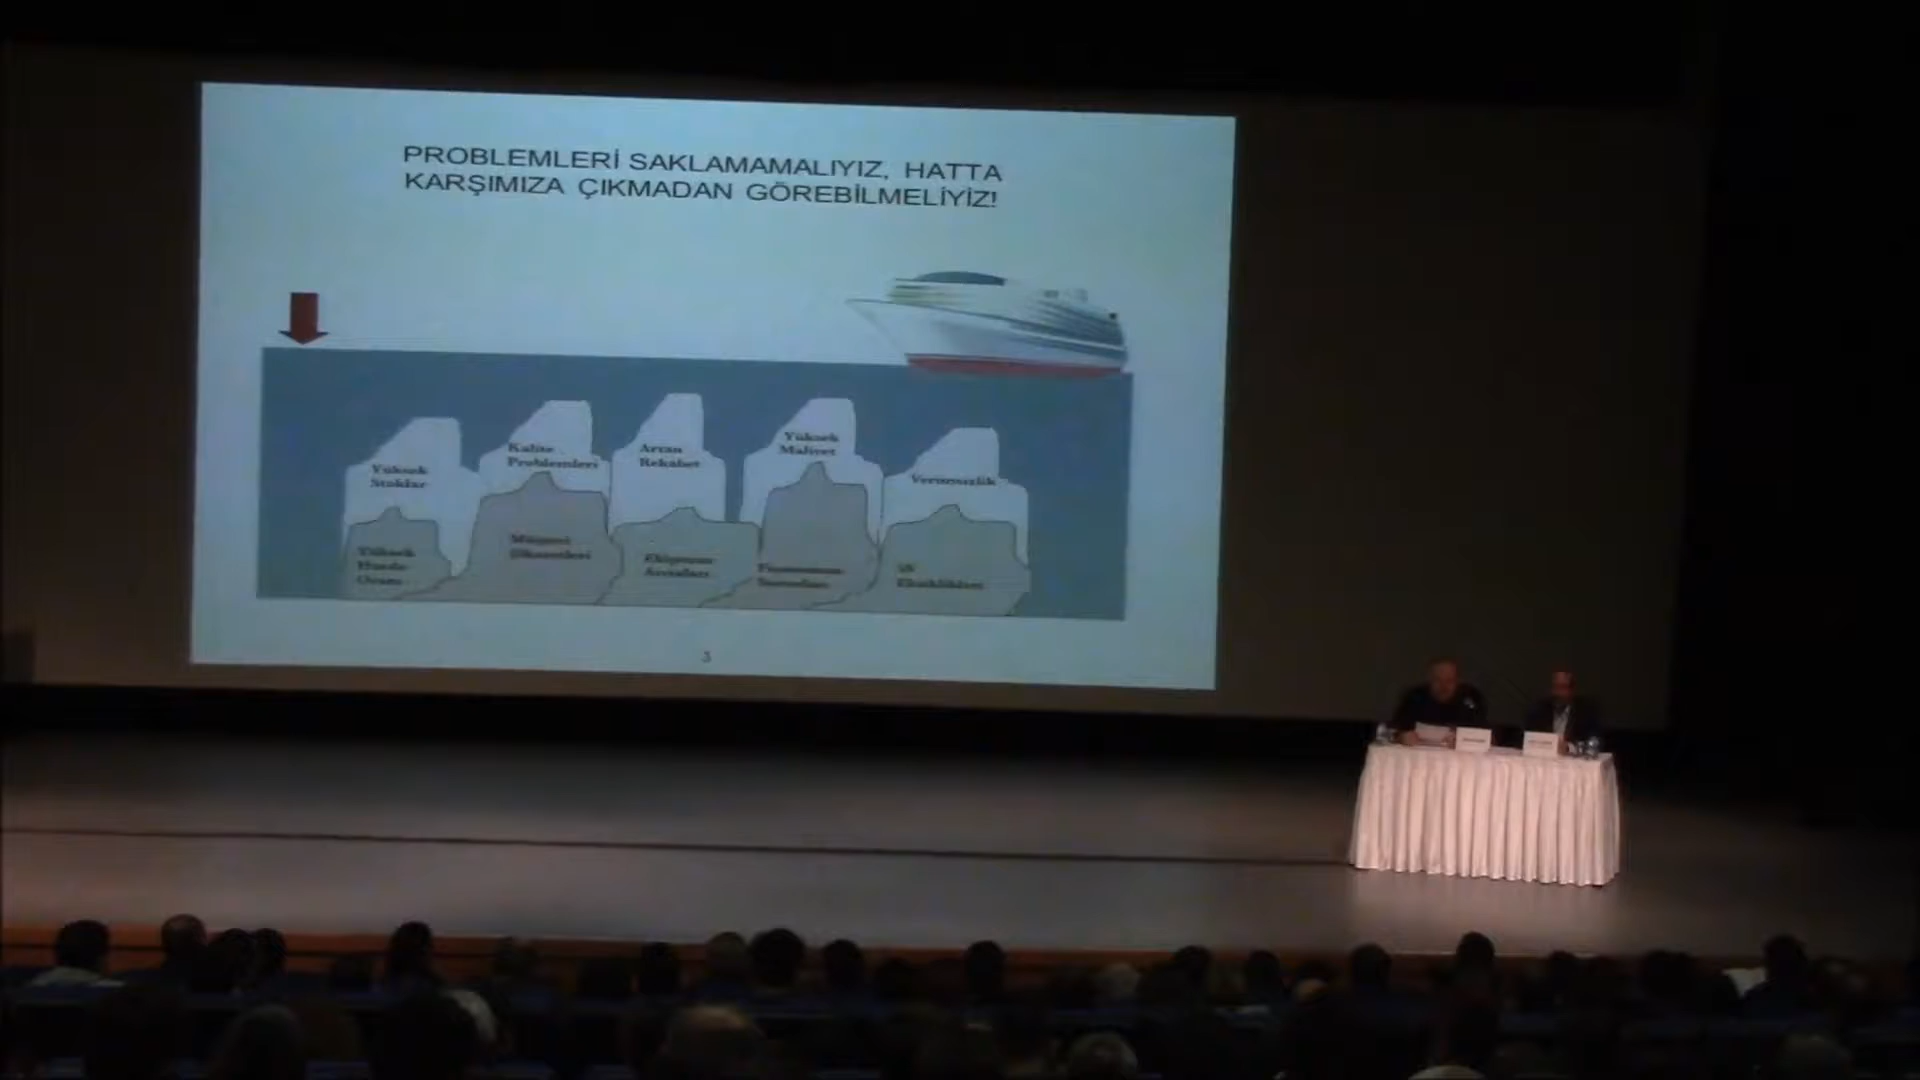 PROBLEMLERİ SAKLAMAMALIYIZ, HATTA
KARŞIMIZA ÇIKMADAN GÖREBİLMELİYİZ!
Yüksek
Stoklar
Kalite
Problemleri
Artan
Rekabet
Yüksek
Maliyet
Verimsizlik
Yüksek
Hurda
Oranı
Müşteri
Şikayetleri
Ekipman
Arızaları
Eksiklikleri
3